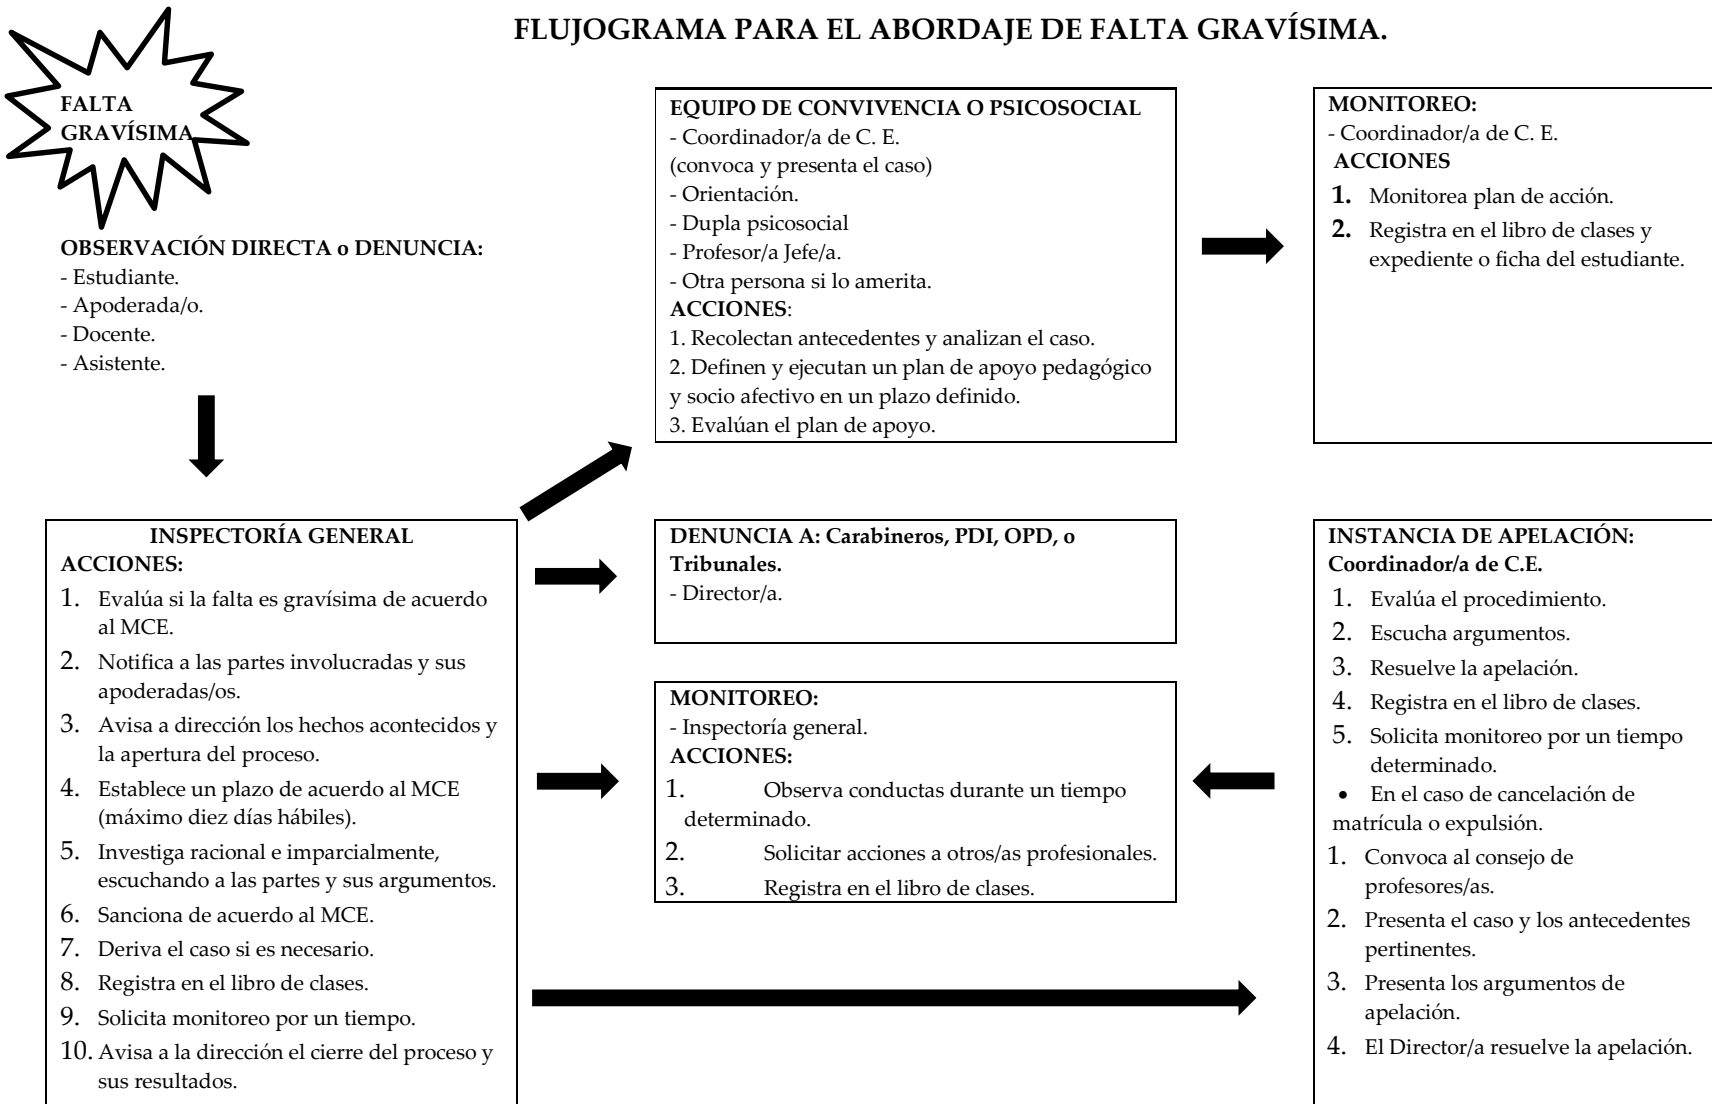 FLUJOGRAMA PARA EL ABORDAJE DE FALTA GRAVÍSIMA.
FALTA
GRAVÍSIMA
OBSERVACIÓN DIRECTA o DENUNCIA:
- Estudiante.
- Apoderada/o.
- Docente.
- Asistente.
EQUIPO DE CONVIVENCIA O PSICOSOCIAL
- Coordinador/a de C. E.
(convoca y presenta el caso)
- Orientación.
- Dupla psicosocial
- Profesor/a Jefe/a.
- Otra persona si lo amerita.
ACCIONES:
1. Recolectan antecedentes y analizan el caso.
2. Definen y ejecutan un plan de apoyo pedagógico
y socio afectivo en un plazo definido.
3. Evalúan el plan de apoyo.
MONITOREO:
- Coordinador/a de C. E.
ACCIONES
1. Monitorea plan de acción.
2. Registra en el libro de clases y
expediente o ficha del estudiante.
INSPECTORÍA GENERAL
ACCIONES:
1. Evalúa si la falta es gravísima de acuerdo
al MCE.
2. Notifica a las partes involucradas y sus
apoderadas/os.
3. Avisa a dirección los hechos acontecidos y
la apertura del proceso.
4. Establece un plazo de acuerdo al MCE
(máximo diez días hábiles).
5. Investiga racional e imparcialmente,
escuchando a las partes y sus argumentos.
6. Sanciona de acuerdo al MCE.
7. Deriva el caso si es necesario.
8. Registra en el libro de clases.
9. Solicita monitoreo por un tiempo.
10. Avisa a la dirección el cierre del proceso y
sus resultados.
DENUNCIA A: Carabineros, PDI, OPD, o
Tribunales.
- Director/a.
MONITOREO:
- Inspectoría general.
ACCIONES:
1. Observa conductas durante un tiempo
determinado.
2. Solicitar acciones a otros/as profesionales.
3. Registra en el libro de clases.
INSTANCIA DE APELACIÓN:
Coordinador/a de C.E.
1. Evalúa el procedimiento.
2. Escucha argumentos.
3. Resuelve la apelación.
4. Registra en el libro de clases.
5. Solicita monitoreo por un tiempo
determinado.
• En el caso de cancelación de
matrícula o expulsión.
1. Convoca al consejo de
profesores/as.
2. Presenta el caso y los antecedentes
pertinentes.
3. Presenta los argumentos de
apelación.
4. El Director/a resuelve la apelación.